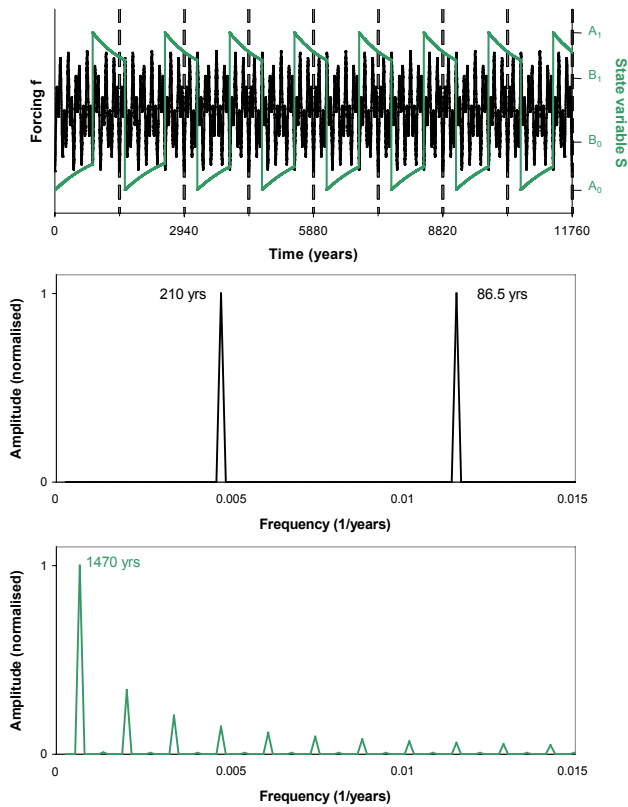 A1
B1
B0
A0
Forcing f
State variable S
0
2940
5880
8820
11760
Time (years)
1
210 yrs
86.5 yrs
Amplitude (normalised)
0
0
0.005
0.01
0.015
Frequency (1/years)
1470 yrs
1
Amplitude (normalised)
0
0
0.005
0.01
0.015
Frequency (1/years)